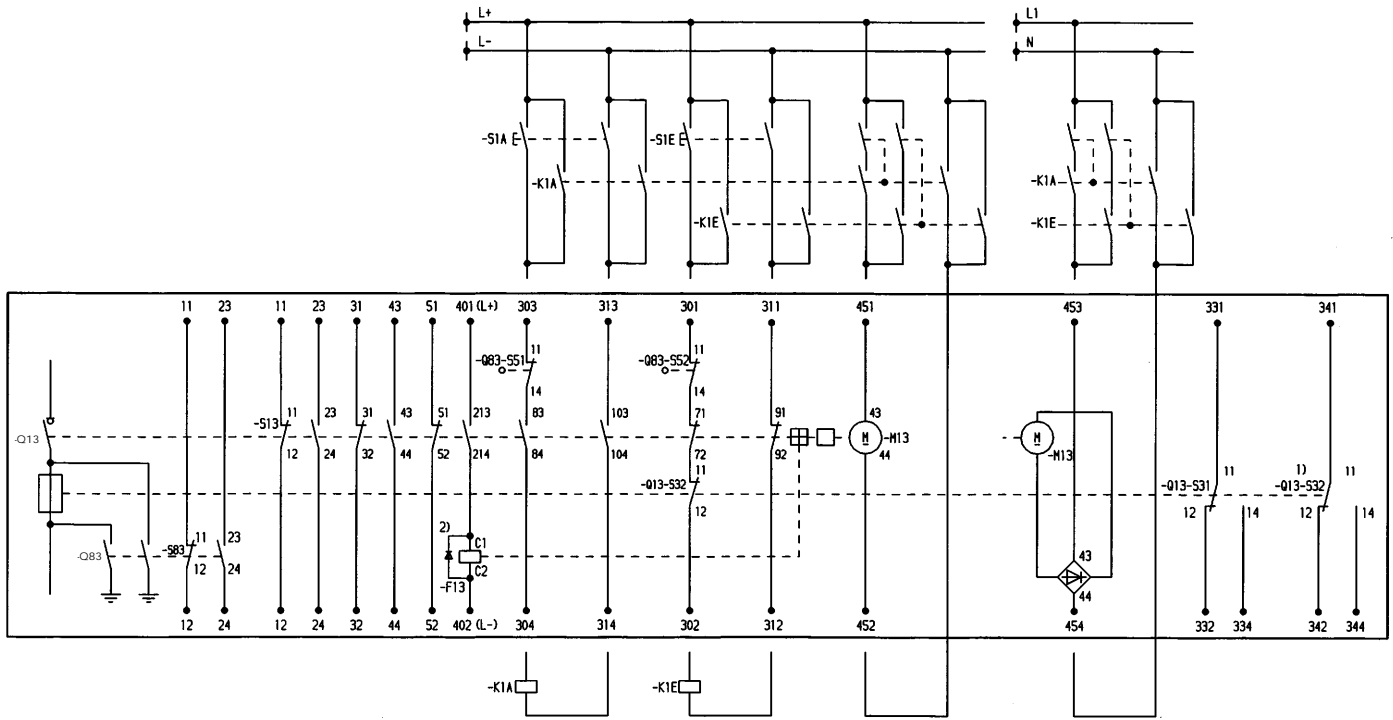 L+ L1
L- N
-S1A -S1E
-K1A -K1A
-K1E -K1E
11 23 11 23 31 43 51 401 (L+) 303 313 301 311 451 453 331 341
-Q83-S51 11 -Q83-S52 11
14 14
-Q13 -S13 11 23 31 43 51 213 83 103 71 91 43
M -M13 M -M13
12 24 32 44 52 214 84 104 72 92 44
-Q13-S32 11 -Q13-S31 11 1) -Q13-S32 11
12 12 14 12 14
-Q83 -S83 11 23 2) C1 43
12 24 -F13 C2 44
12 24 12 24 32 44 52 402 (L-) 304 314 302 312 452 454 332 334 342 344
-K1A -K1E